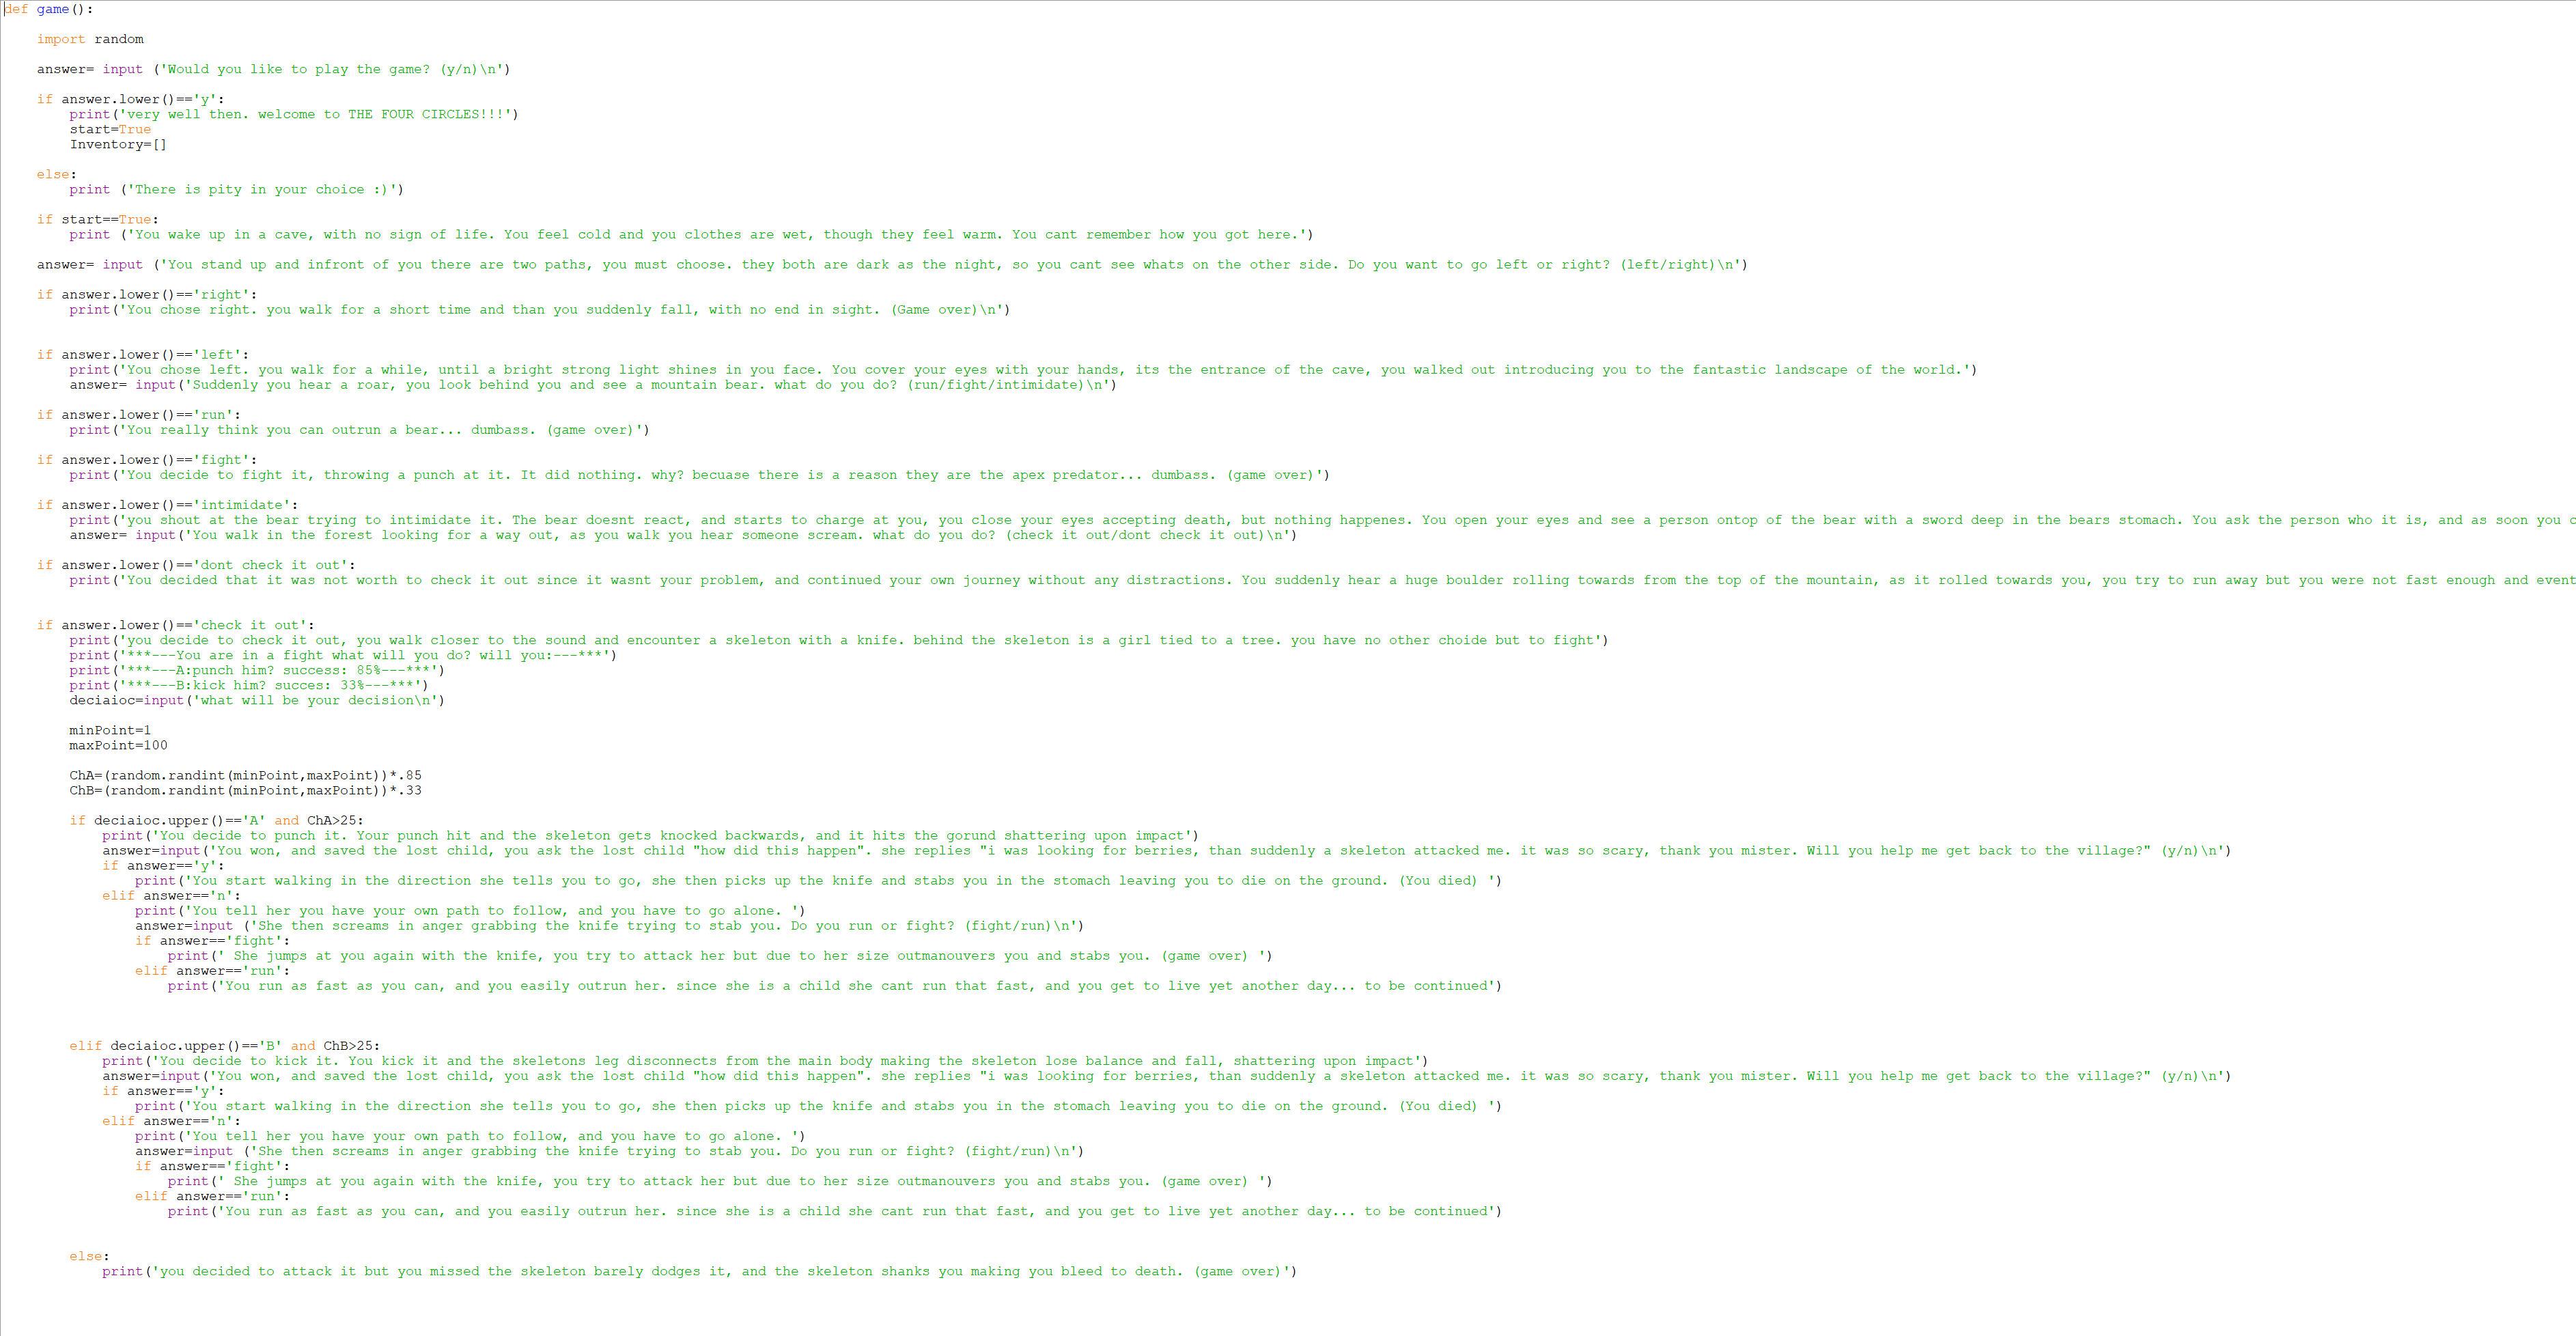 def game():
import random
answer= input ('Would you like to play the game? (y/n)\n')
if answer.lower()=='y':
print('very well then. welcome to THE FOUR CIRCLES!!!')
start=True
Inventory=[]
else:
print ('There is pity in your choice :)')
if start==True:
print ('You wake up in a cave, with no sign of life. You feel cold and you clothes are wet, though they feel warm. You cant remember how you got here.')
answer= input ('You stand up and infront of you there are two paths, you must choose. they both are dark as the night, so you cant see whats on the other side. Do you want to go left or right? (left/right)\n')
if answer.lower()=='right':
print('You chose right. you walk for a short time and than you suddenly fall, with no end in sight. (Game over)\n')
if answer.lower()=='left':
print('You chose left. you walk for a while, until a bright strong light shines in you face. You cover your eyes with your hands, its the entrance of the cave, you walked out introducing you to the fantastic landscape of the world.')
answer= input('Suddenly you hear a roar, you look behind you and see a mountain bear. what do you do? (run/fight/intimidate)\n')
if answer.lower()=='run':
print('You really think you can outrun a bear... dumbass. (game over)')
if answer.lower()=='fight':
print('You decide to fight it, throwing a punch at it. It did nothing. why? becuase there is a reason they are the apex predator... dumbass. (game over)')
if answer.lower()=='intimidate':
print('you shout at the bear trying to intimidate it. The bear doesnt react, and starts to charge at you, you close your eyes accepting death, but nothing happenes. You open your eyes and see a person ontop of the bear with a sword deep in the bears stomach. You ask the person who it is, and as soon you
answer= input('You walk in the forest looking for a way out, as you walk you hear someone scream. what do you do? (check it out/dont check it out)\n')
if answer.lower()=='dont check it out':
print('You decided that it was not worth to check it out since it wasnt your problem, and continued your own journey without any distractions. You suddenly hear a huge boulder rolling towards from the top of the mountain, as it rolled towards you, you try to run away but you were not fast enough and event
if answer.lower()=='check it out':
print('you decide to check it out, you walk closer to the sound and encounter a skeleton with a knife. behind the skeleton is a girl tied to a tree. you have no other choide but to fight')
print('***---You are in a fight what will you do? will you:---***')
print('***---A:punch him? success: 85%---***')
print('***---B:kick him? succes: 33%---***')
deciaioc=input('what will be your decision\n')
minPoint=1
maxPoint=100
ChA=(random.randint(minPoint,maxPoint))*.85
ChB=(random.randint(minPoint,maxPoint))*.33
if deciaioc.upper()=='A' and ChA>25:
print('You decide to punch it. Your punch hit and the skeleton gets knocked backwards, and it hits the gorund shattering upon impact')
answer=input('You won, and saved the lost child, you ask the lost child "how did this happen". she replies "i was looking for berries, than suddenly a skeleton attacked me. it was so scary, thank you mister. Will you help me get back to the village?" (y/n)\n')
if answer=='y':
print('You start walking in the direction she tells you to go, she then picks up the knife and stabs you in the stomach leaving you to die on the ground. (You died) ')
elif answer=='n':
print('You tell her you have your own path to follow, and you have to go alone. ')
answer=input ('She then screams in anger grabbing the knife trying to stab you. Do you run or fight? (fight/run)\n')
if answer=='fight':
print(' She jumps at you again with the knife, you try to attack her but due to her size outmanouvers you and stabs you. (game over) ')
elif answer=='run':
print('You run as fast as you can, and you easily outrun her. since she is a child she cant run that fast, and you get to live yet another day... to be continued')
elif deciaioc.upper()=='B' and ChB>25:
print('You decide to kick it. You kick it and the skeletons leg disconnects from the main body making the skeleton lose balance and fall, shattering upon impact')
answer=input('You won, and saved the lost child, you ask the lost child "how did this happen". she replies "i was looking for berries, than suddenly a skeleton attacked me. it was so scary, thank you mister. Will you help me get back to the village?" (y/n)\n')
if answer=='y':
print('You start walking in the direction she tells you to go, she then picks up the knife and stabs you in the stomach leaving you to die on the ground. (You died) ')
elif answer=='n':
print('You tell her you have your own path to follow, and you have to go alone. ')
answer=input ('She then screams in anger grabbing the knife trying to stab you. Do you run or fight? (fight/run)\n')
if answer=='fight':
print(' She jumps at you again with the knife, you try to attack her but due to her size outmanouvers you and stabs you. (game over) ')
elif answer=='run':
print('You run as fast as you can, and you easily outrun her. since she is a child she cant run that fast, and you get to live yet another day... to be continued')
else:
print('you decided to attack it but you missed the skeleton barely dodges it, and the skeleton shanks you making you bleed to death. (game over)')